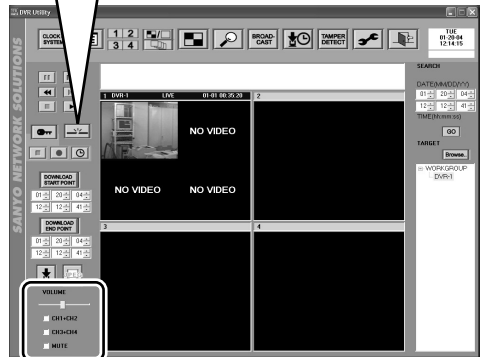 DVR Utility
CLOCK
SYSTEM
1 2
3 4
BROAD-
CAST
TAMPER
DETECT
TUE
01-20-04
12:14:15
SANYO NETWORK SOLUTIONS
1 DVR-1 LIVE 01-01 00:35:20
2
NO VIDEO
NO VIDEO
NO VIDEO
3
4
DOWNLOAD
START POINT
01 20 04
12 12 41
DOWNLOAD
END POINT
01 20 04
12 12 41
VOLUME
CH1+CH2
CH3+CH4
MUTE
SEARCH
DATE(MM/DD/YY)
01 20 04
12 12 41
TIME(hh:mm:ss)
GO
TARGET
Browse..
WORKGROUP
DVR-1